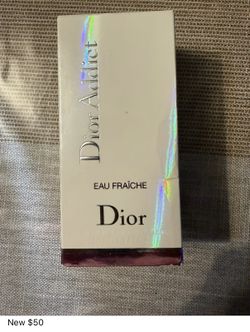 Dior Addict
EAU FRAÎCHE
Dior
New $50